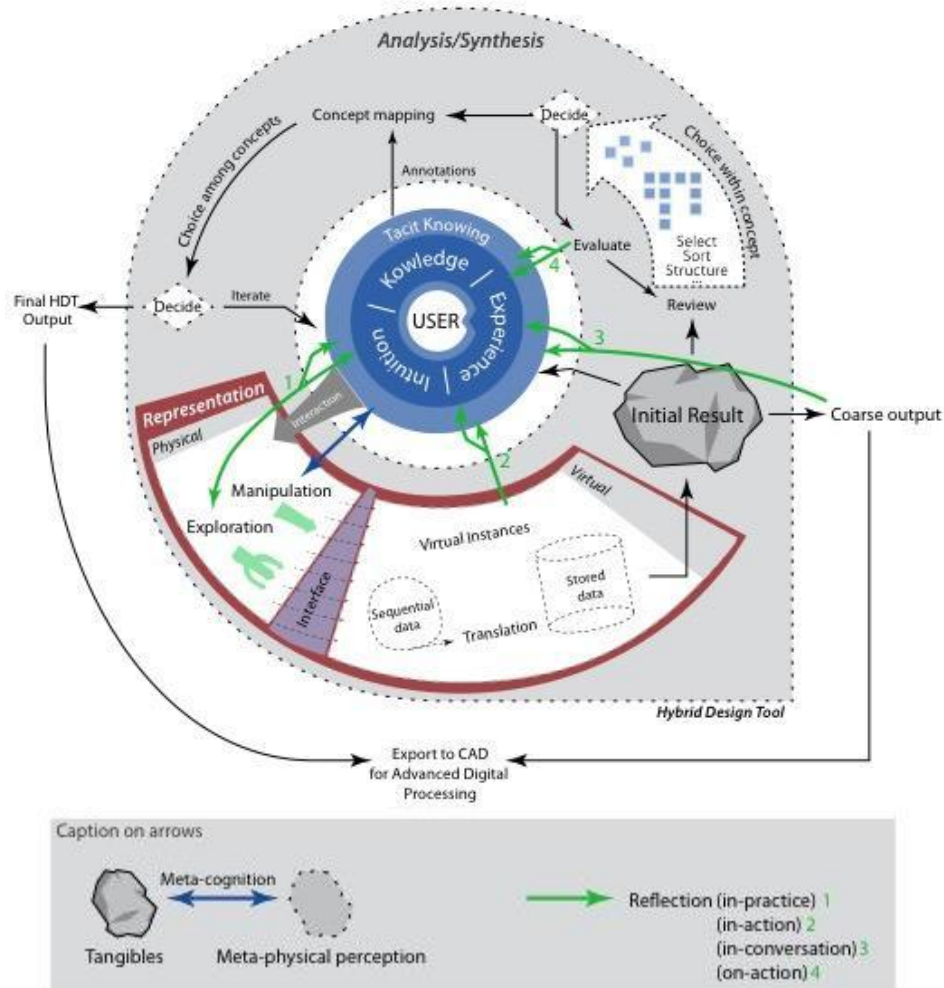 Analysis/Synthesis
Concept mapping
Decide
Choice among concepts
Annotations
Choice within concept
Tacit Knowing
Kowledge
Experience
Intuition
USER
Evaluate
4
Select
Sort
Structure
...
Review
Final HDT
Output
Decide
Iterate
3
1
Interaction
Initial Result
Coarse output
Representation
Physical
Manipulation
Exploration
Interface
2
Virtual
Virtual Instances
Sequential
data
Stored
data
Translation
Hybrid Design Tool
Export to CAD
for Advanced Digital
Processing
Caption on arrows
Meta-cognition
Tangibles
Meta-physical perception
Reflection (in-practice) 1
(in-action) 2
(in-conversation) 3
(on-action) 4